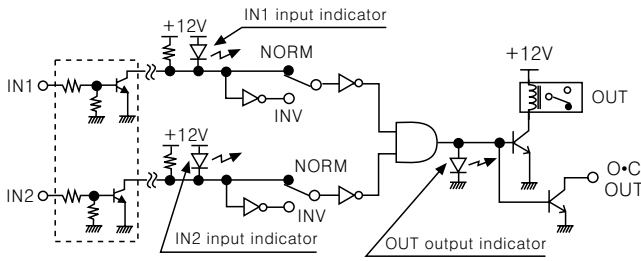 IN1 input indicator
+12V
NORM
+12V
IN1
INV
OUT
+12V
NORM
O•C
OUT
IN2
INV
IN2 input indicator
OUT output indicator